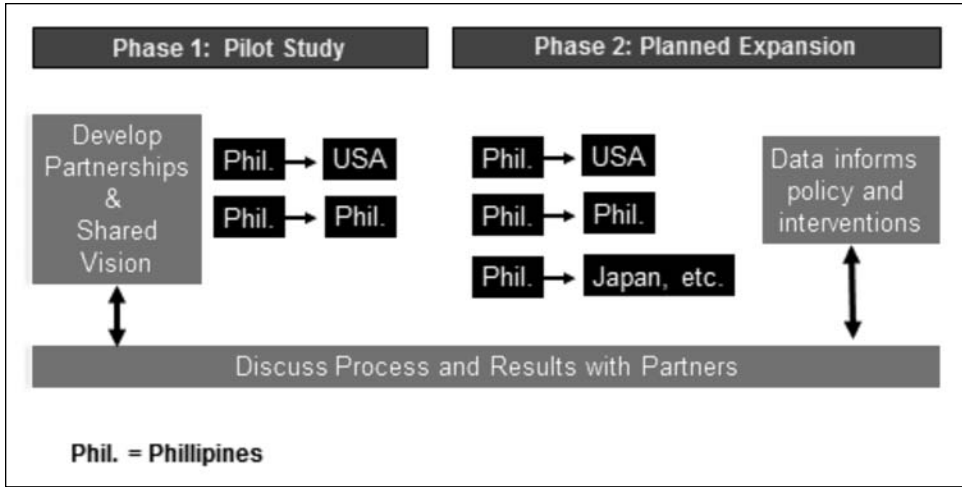 Phase 1: Pilot Study
Phase 2: Planned Expansion
Develop
Partnerships
&
Shared
Vision
Phil.
USA
Phil.
Phil.
Phil.
USA
Phil.
Phil.
Phil.
Japan, etc.
Data informs
policy and
interventions
Discuss Process and Results with Partners
Phil. = Phillipines